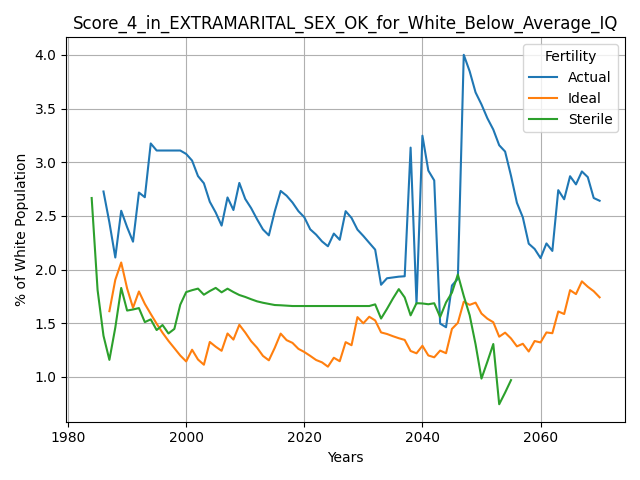 Score_4_in_EXTRAMARITAL_SEX_OK_for_White_Below_Average_IQ
Fertility
Actual
Ideal
Sterile
% of White Population
4.0
3.5
3.0
2.5
2.0
1.5
1.0
1980 2000 2020 2040 2060
Years